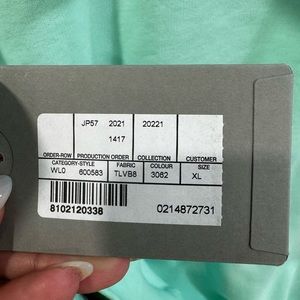 JP57 2021 20221
1417
ORDER-ROW PRODUCTION ORDER COLLECTION CUSTOMER
CATEGORY-STYLE FABRIC COLOUR SIZE
WL0 600583 TLVB8 3062 XL
8102120338 0214872731